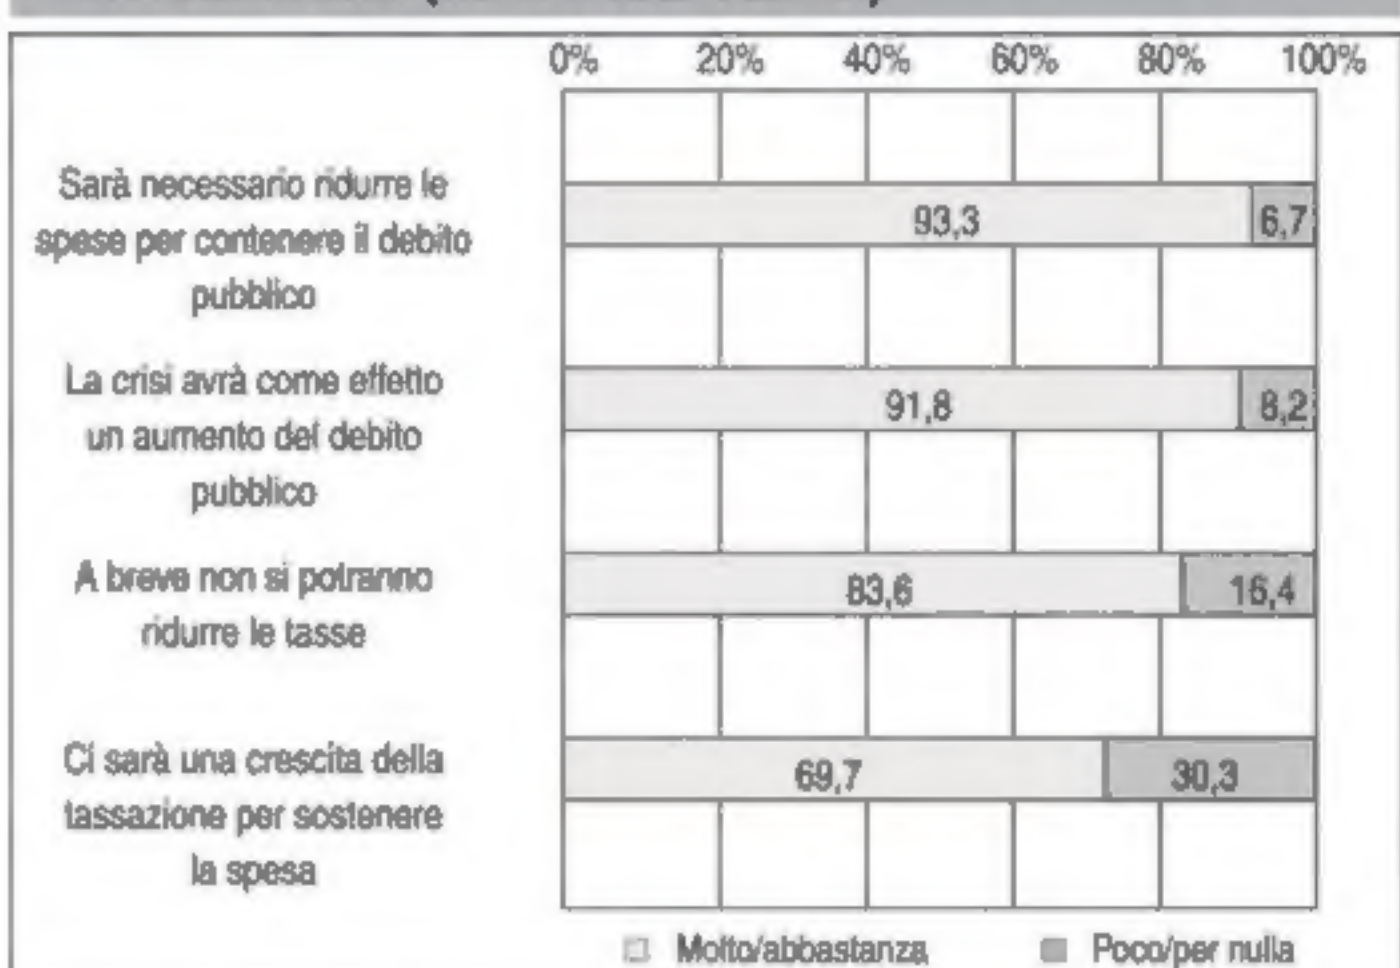 0% 20% 40% 60% 80% 100%
Sarà necessario ridurre le
spese per contenere il debito
pubblico
93,3 6,7
La crisi avrà come effetto
un aumento del debito
pubblico
91,8 8,2
A breve non si potranno
ridurre le tasse
83,6 16,4
Ci sarà una crescita della
tassazione per sostenere
la spesa
69,7 30,3
Molto/abbastanza Poco/per nulla